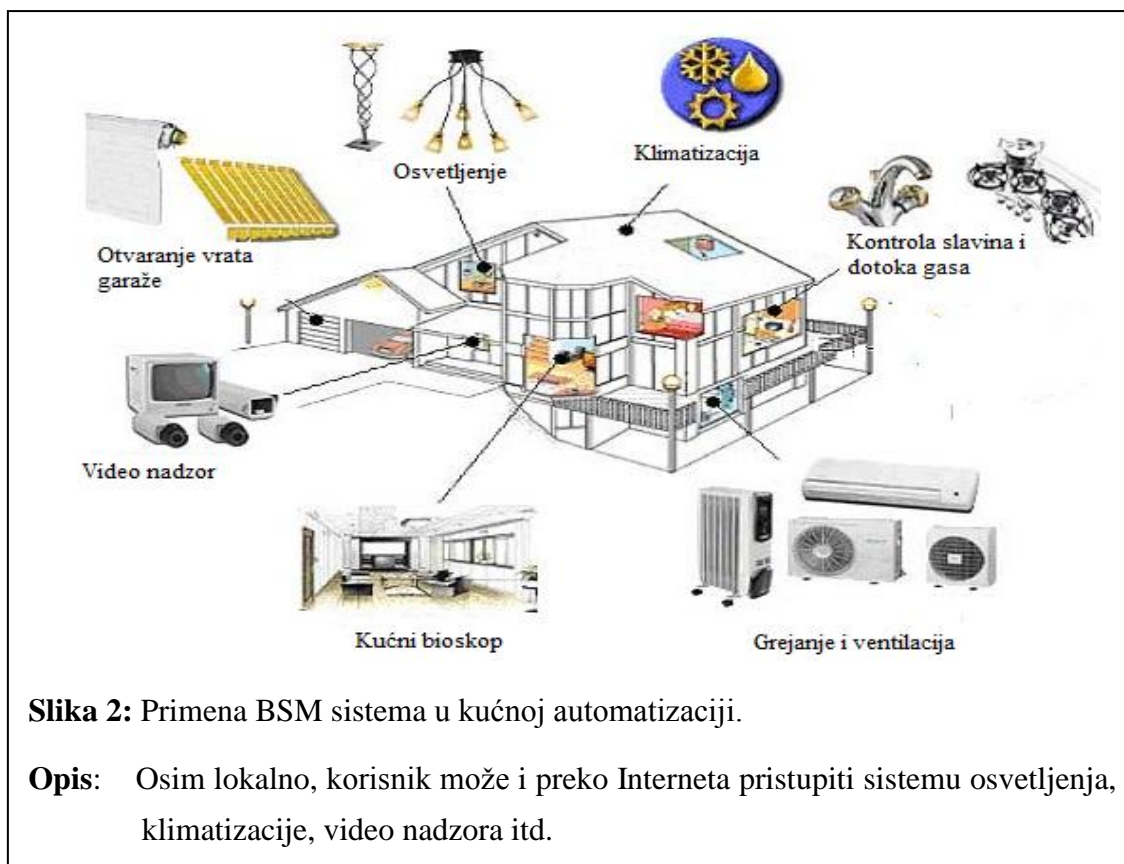 Osvetljenje
Klimatizacija
Otvaranje vrata
garaže
Kontrola slavina i
dotoka gasa
Video nadzor
Kućni bioskop
Grejanje i ventilacija
Slika 2: Primena BSM sistema u kućnoj automatizaciji.
Opis: Osim lokalno, korisnik može i preko Interneta pristupiti sistemu osvetljenja,
klimatizacije, video nadzora itd.